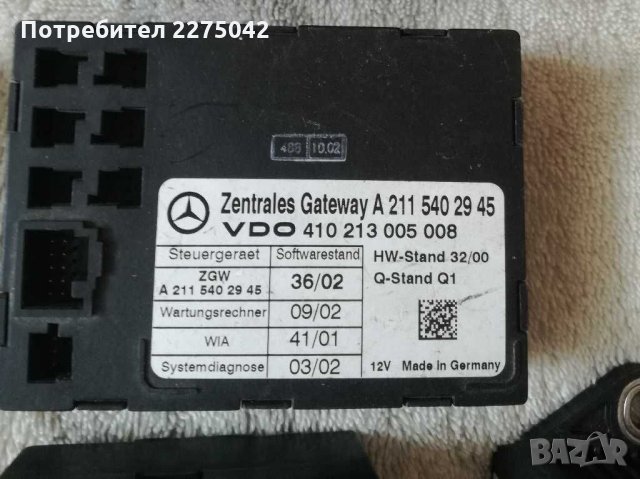 Потребител 2275042
488 10.02
Zentrales Gateway A 211 540 29 45
VDO 410 213 005 008
Steuergeraet Softwarestand
HW-Stand 32/00
ZGW
A 211 540 29 45
36/02
Q-Stand Q1
Wartungsrechner 09/02
WIA 41/01
Systemdiagnose 03/02
12V Made in Germany
BAZAR